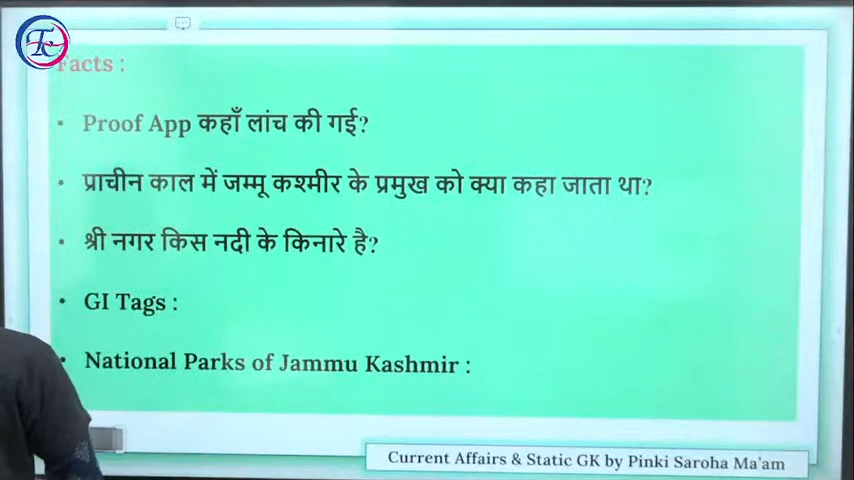 Facts :
• Proof App कहाँ लांच की गई?
• प्राचीन काल में जम्मू कश्मीर के प्रमुख को क्या कहा जाता था?
• श्री नगर किस नदी के किनारे है?
• GI Tags :
• National Parks of Jammu Kashmir :
Current Affairs & Static GK by Pinki Saroha Ma'am